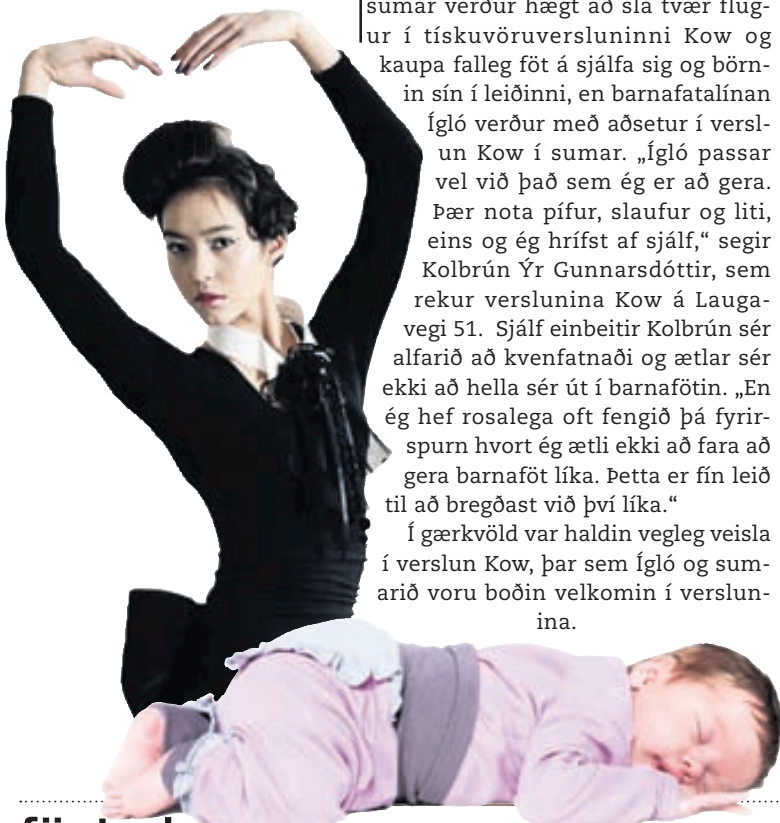 sumar verður hægt að slá tvær flug-
ur í tískuvöruversluninni Kow og
kaupa falleg föt á sjálfa sig og börn-
in sín í leiðinni, en barnafatalínan
Ígló verður með aðsetur í versl-
un Kow í sumar. „Ígló passar
vel við það sem ég er að gera.
Þær nota pífur, slaufur og liti,
eins og ég hrífst af sjálf,“ segir
Kolbrún Ýr Gunnarsdóttir, sem
rekur verslunina Kow á Lauga-
vegi 51. Sjálf einbeitir Kolbrún sér
alfarið að kvenfatnaði og ætlar sér
ekki að hella sér út í barnafötin. „En
ég hef rosalega oft fengið þá fyrir-
spurn hvort ég ætli ekki að fara að
gera barnaföt líka. Þetta er fín leið
til að bregðast við því líka.“
Í gærkvöld var haldin vegleg veisla
í verslun Kow, þar sem Ígló og sum-
arið voru boðin velkomin í verslun-
ina.